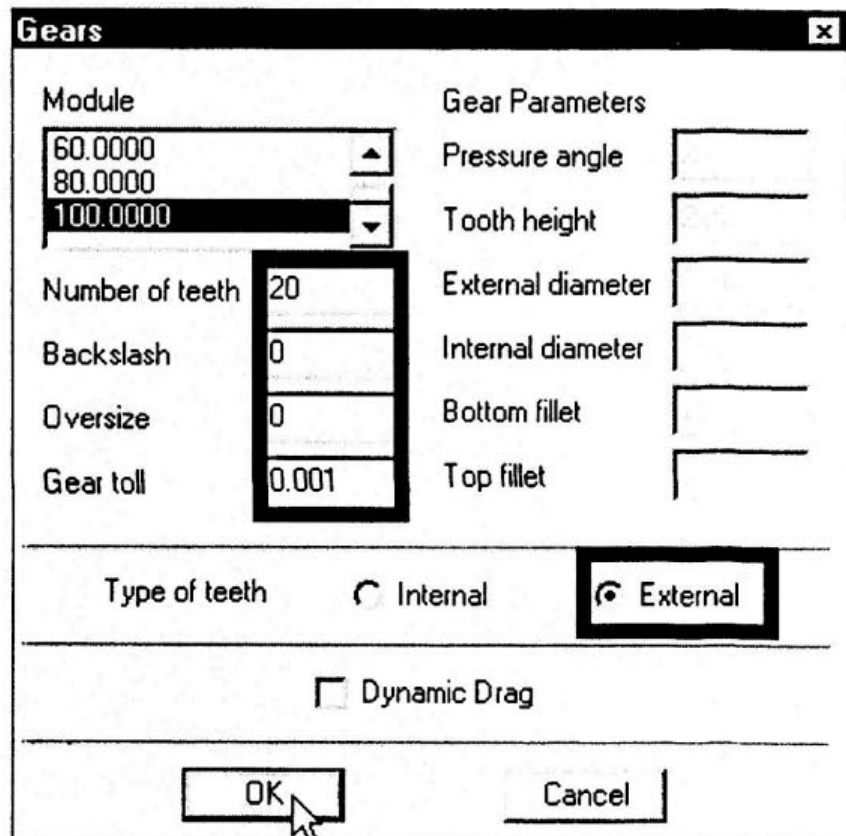 Gears
Module
60.0000
80.0000
100.0000
Number of teeth 20
Backslash 0
Oversize 0
Gear toll 0.001
Gear Parameters
Pressure angle
Tooth height
External diameter
Internal diameter
Bottom fillet
Top fillet
Type of teeth Internal External
Dynamic Drag
OK Cancel